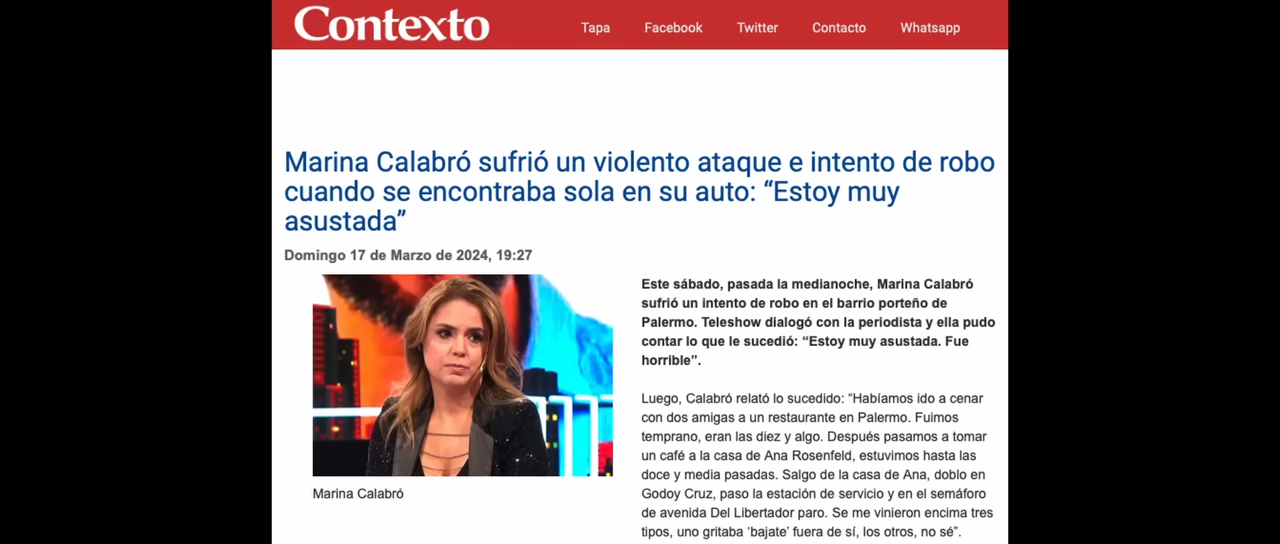 Contexto
Tapa Facebook Twitter Contacto Whatsapp
Marina Calabró sufrió un violento ataque e intento de robo
cuando se encontraba sola en su auto: “Estoy muy
asustada”
Domingo 17 de Marzo de 2024, 19:27
Marina Calabró
Este sábado, pasada la medianoche, Marina Calabró
sufrió un intento de robo en el barrio porteño de
Palermo. Teleshow dialogó con la periodista y ella pudo
contar lo que le sucedió: “Estoy muy asustada. Fue
horrible”.
Luego, Calabró relató lo sucedido: “Habíamos ido a cenar
con dos amigas a un restaurante en Palermo. Fuimos
temprano, eran las diez y algo. Después pasamos a tomar
un café a la casa de Ana Rosenfeld, estuvimos hasta las
doce y media pasadas. Salgo de la casa de Ana, doblo en
Godoy Cruz, paso la estación de servicio y en el semáforo
de avenida Del Libertador paro. Se me vinieron encima tres
tipos, uno gritaba ‘bajate’ fuera de sí, los otros, no sé”.